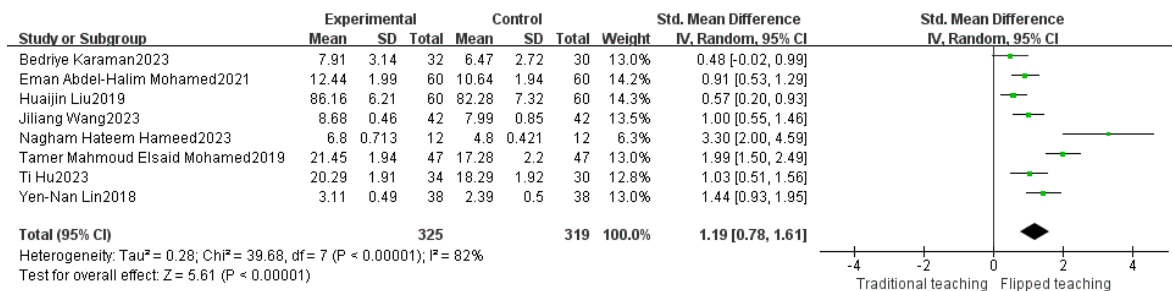 Experimental Control Std. Mean Difference Std. Mean Difference
Study or Subgroup Mean SD Total Mean SD Total Weight IV, Random, 95% CI IV, Random, 95% CI
Bedriye Karaman2023 7.91 3.14 32 6.47 2.72 30 13.0% 0.48 [-0.02, 0.99]
Eman Abdel-Halim Mohamed2021 12.44 1.99 60 10.64 1.94 60 14.2% 0.91 [0.53, 1.29]
Huaijin Liu2019 86.16 6.21 60 82.28 7.32 60 14.3% 0.57 [0.20, 0.93]
Jiliang Wang2023 8.68 0.46 42 7.99 0.85 42 13.5% 1.00 [0.55, 1.46]
Nagham Hateem Hameed2023 6.8 0.713 12 4.8 0.421 12 6.3% 3.30 [2.00, 4.59]
Tamer Mahmoud Elsaid Mohamed2019 21.45 1.94 47 17.28 2.2 47 13.0% 1.99 [1.50, 2.49]
Ti Hu2023 20.29 1.91 34 18.29 1.92 30 12.8% 1.03 [0.51, 1.56]
Yen-Nan Lin2018 3.11 0.49 38 2.39 0.5 38 13.0% 1.44 [0.93, 1.95]
Total (95% CI) 325 319 100.0% 1.19 [0.78, 1.61]
Heterogeneity: Tau² = 0.28; Chi² = 39.68, df = 7 (P < 0.00001); I² = 82%
Test for overall effect: Z = 5.61 (P < 0.00001)
-4 -2 0 2 4
Traditional teaching Flipped teaching